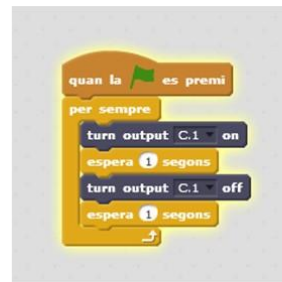 quan la es premi
per sempre
turn output C.1 on
espera 1 segons
turn output C.1 off
espera 1 segons